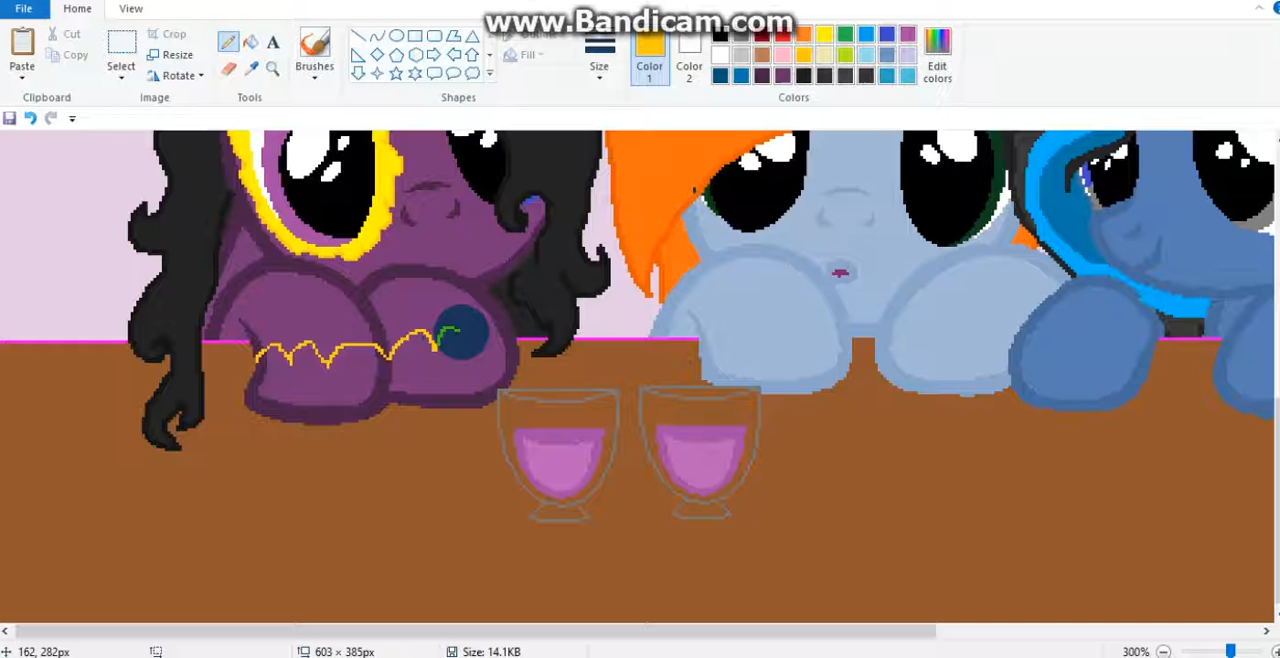 www.Bandicam.com
File Home View
Paste Cut Copy
Select Crop Resize Rotate
A
Brushes
Fill
Size
Color 1
Color 2
Edit colors
Clipboard Image Tools Shapes Colors
162, 282px 603 × 385px Size: 14.1KB 300%